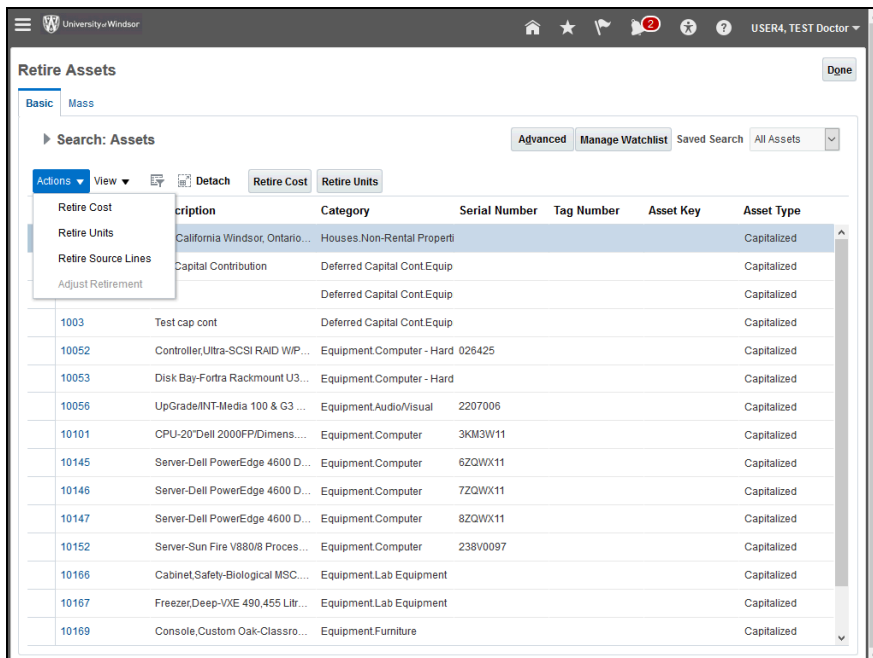 University of Windsor
2
USER4, TEST Doctor
Retire Assets
Done
Basic Mass
Search: Assets Advanced Manage Watchlist Saved Search All Assets
Actions View Detach Retire Cost Retire Units
Retire Cost
Retire Units
Retire Source Lines
Adjust Retirement
cription Category Serial Number Tag Number Asset Key Asset Type
California Windsor, Ontario... Houses.Non-Rental Properti Capitalized
Capital Contribution Deferred Capital Cont.Equip Capitalized
Deferred Capital Cont.Equip Capitalized
1003 Test cap cont Deferred Capital Cont.Equip Capitalized
10052 Controller,Ultra-SCSI RAID W/P... Equipment.Computer - Hard 026425 Capitalized
10053 Disk Bay-Fortra Rackmount U3... Equipment.Computer - Hard Capitalized
10056 UpGrade/INT-Media 100 & G3 ... Equipment.Audio/Visual 2207006 Capitalized
10101 CPU-20"Dell 2000FP/Dimens.... Equipment.Computer 3KM3W11 Capitalized
10145 Server-Dell PowerEdge 4600 D... Equipment.Computer 6ZQWX11 Capitalized
10146 Server-Dell PowerEdge 4600 D... Equipment.Computer 7ZQWX11 Capitalized
10147 Server-Dell PowerEdge 4600 D... Equipment.Computer 8ZQWX11 Capitalized
10152 Server-Sun Fire V880/8 Proces... Equipment.Computer 238V0097 Capitalized
10166 Cabinet,Safety-Biological MSC.... Equipment.Lab Equipment Capitalized
10167 Freezer,Deep-VXE 490,455 Litr... Equipment.Lab Equipment Capitalized
10169 Console,Custom Oak-Classro... Equipment.Furniture Capitalized